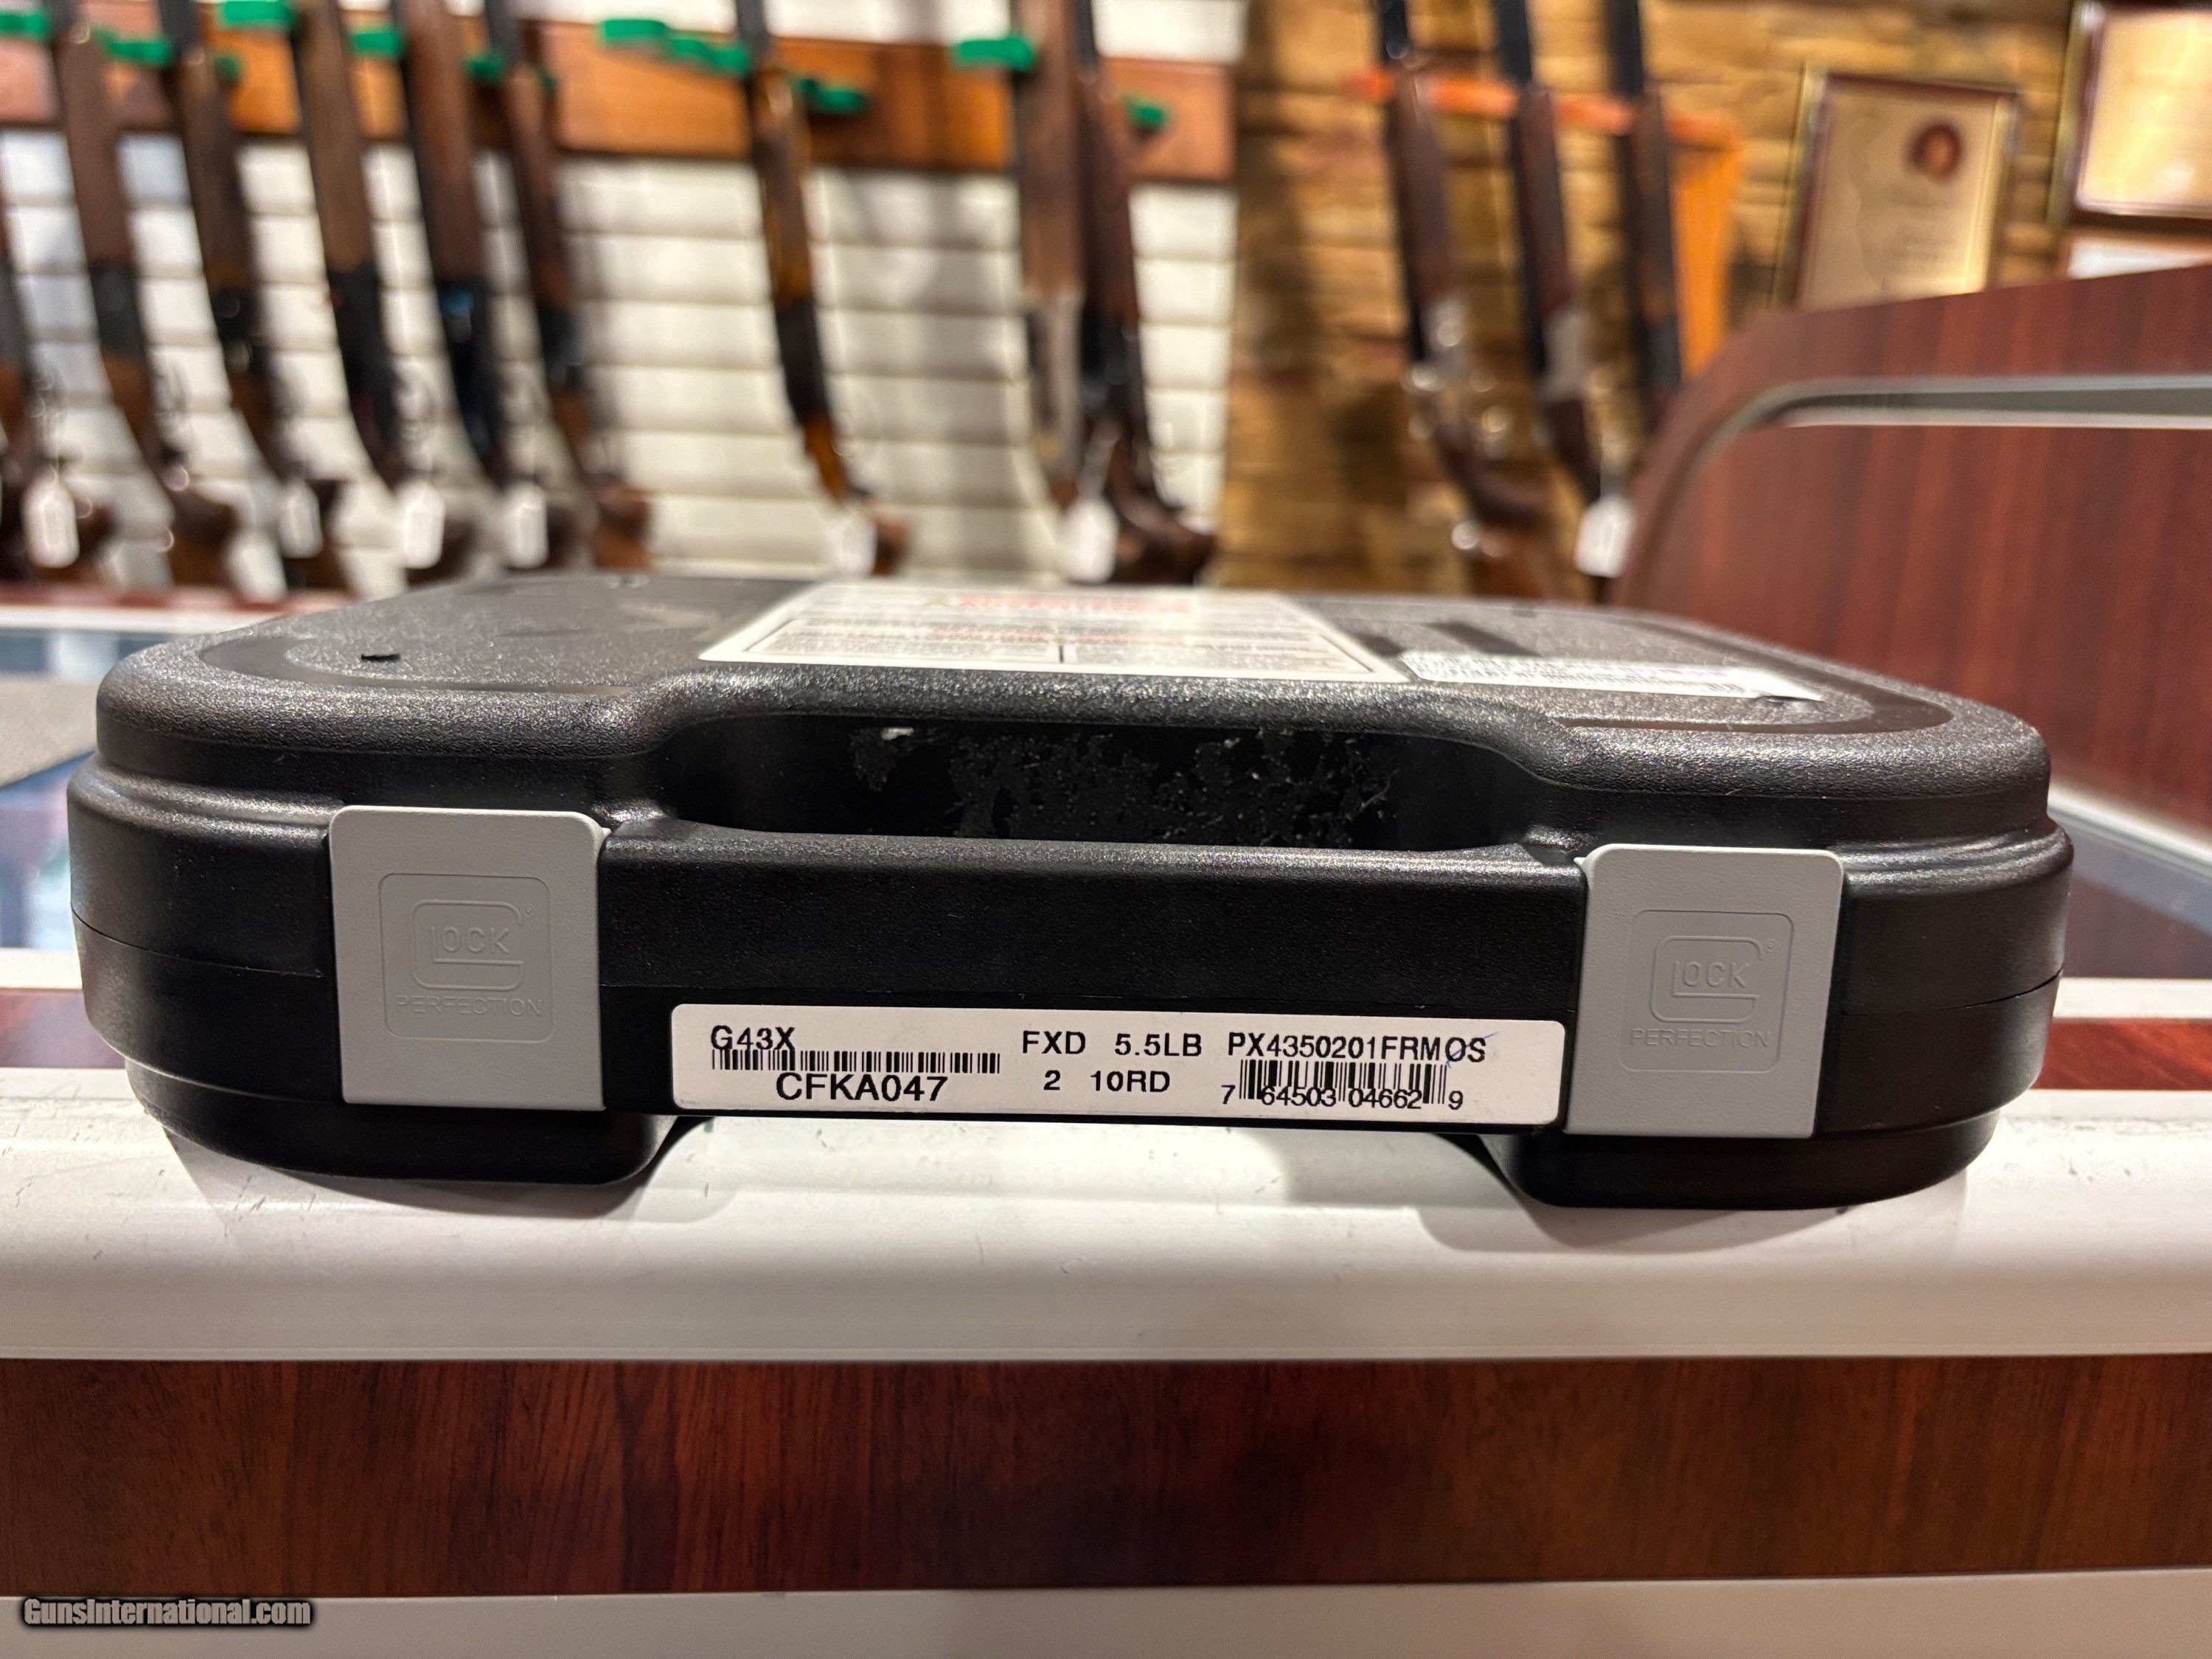 GLOCK
PERFECTION
GLOCK
PERFECTION
G43X FXD 5.5LB PX4350201FRMOS
CFKA047 2 10RD 7 64503 04662 9
GunsInternational.com